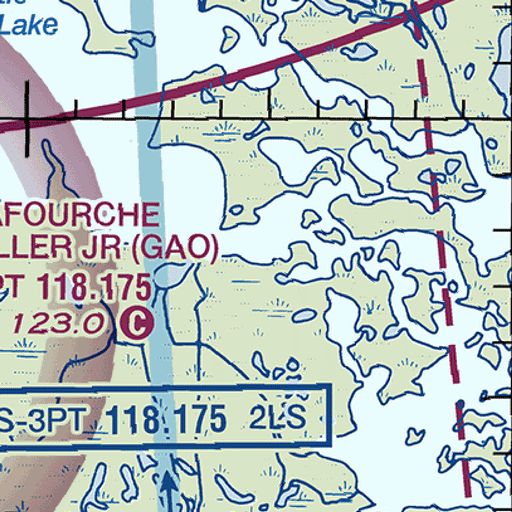 Lake
AFOURCHE
LLER JR (GAO)
PT 118.175
123.0 C
S-3PT 118.175 2LS